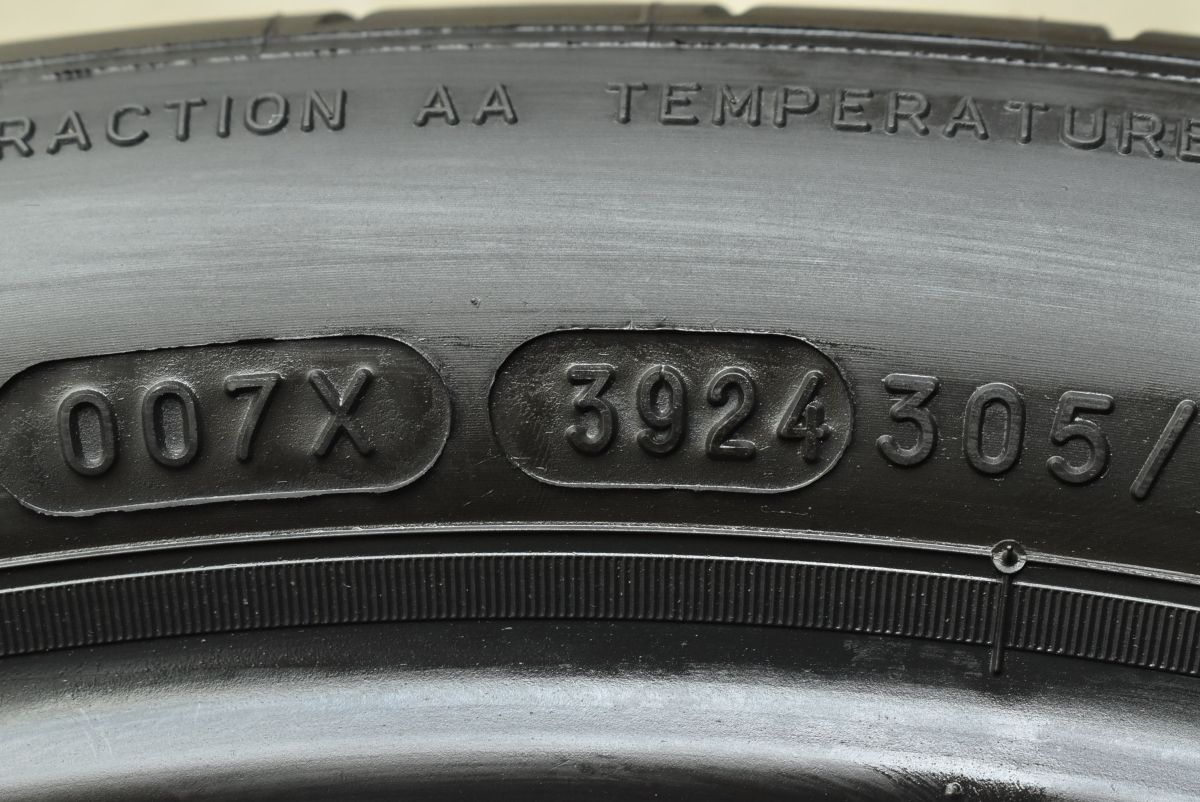 RACTION AA TEMPERATURE
007X 3924 305/